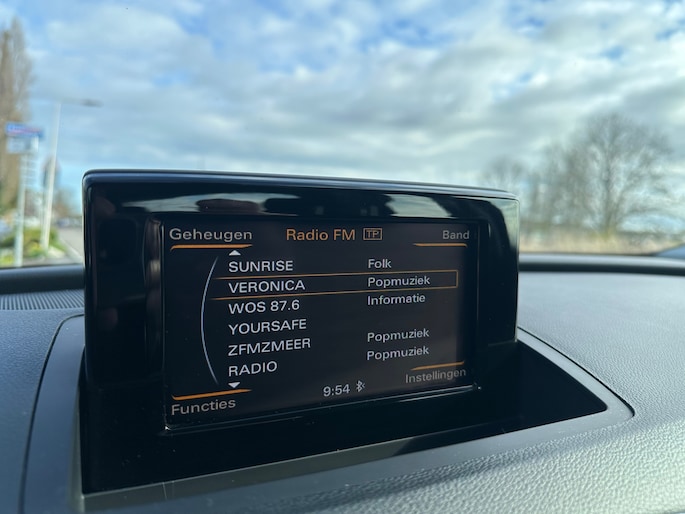 Geheugen Radio FM TP Band
SUNRISE Folk
VERONICA Popmuziek
WOS 87.6 Informatie
YOURSAFE
ZFMZMEER Popmuziek
RADIO Popmuziek
Functies 9:54 Instellingen